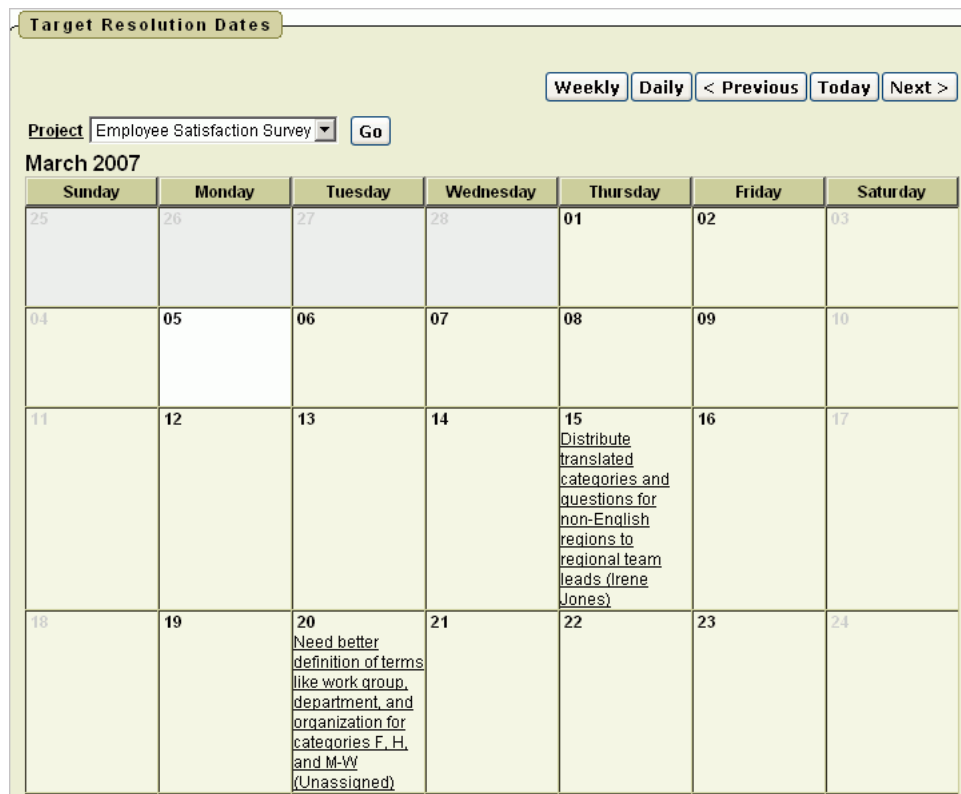 Target Resolution Dates
Weekly Daily < Previous Today Next >
Project Employee Satisfaction Survey Go
March 2007
Sunday Monday Tuesday Wednesday Thursday Friday Saturday
25 26 27 28 01 02 03
04 05 06 07 08 09 10
11 12 13 14 15 16 17
Distribute
translated
categories and
questions for
non-English
regions to
regional team
leads (Irene
Jones)
18 19 20 21 22 23 24
Need better
definition of terms
like work group,
department, and
organization for
categories F, H,
and M-W
(Unassigned)